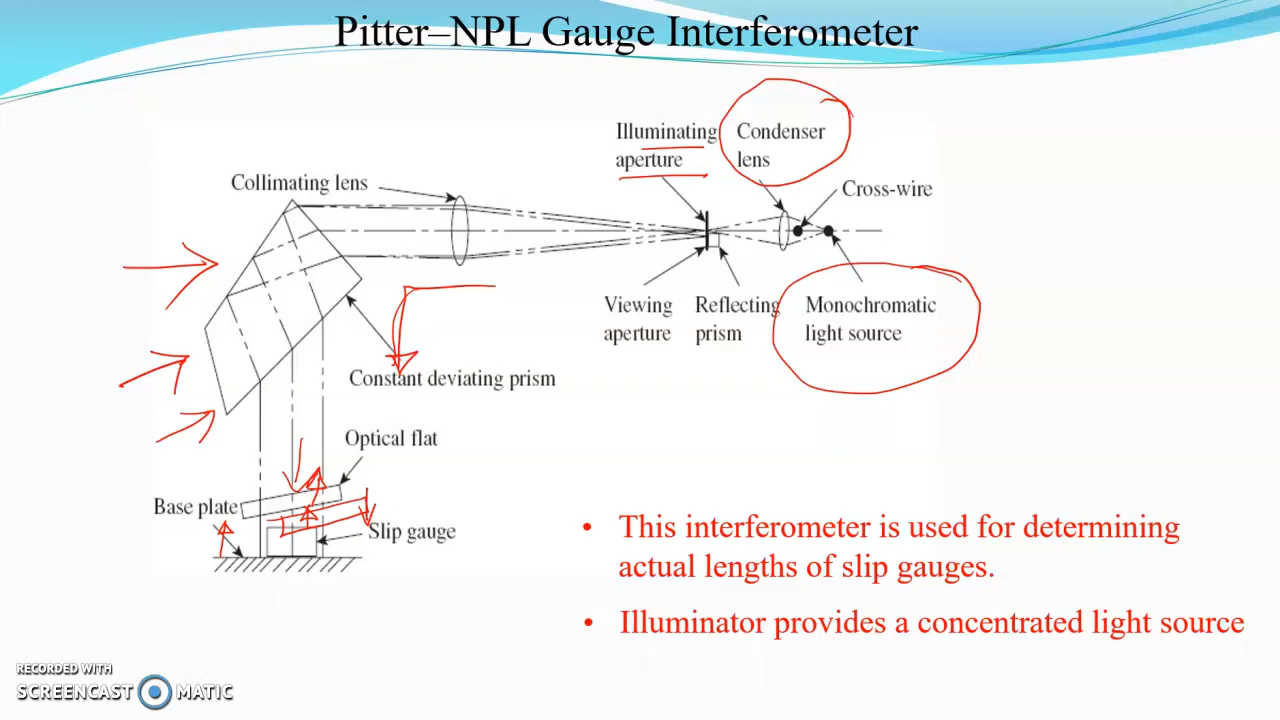 Pitter–NPL Gauge Interferometer
Illuminating
aperture
Condenser
lens
Collimating lens
Cross-wire
Viewing
aperture
Reflecting
prism
Monochromatic
light source
Constant deviating prism
Optical flat
Base plate
Slip gauge
• This interferometer is used for determining
actual lengths of slip gauges.
• Illuminator provides a concentrated light source
RECORDED WITH
SCREENCAST MATIC